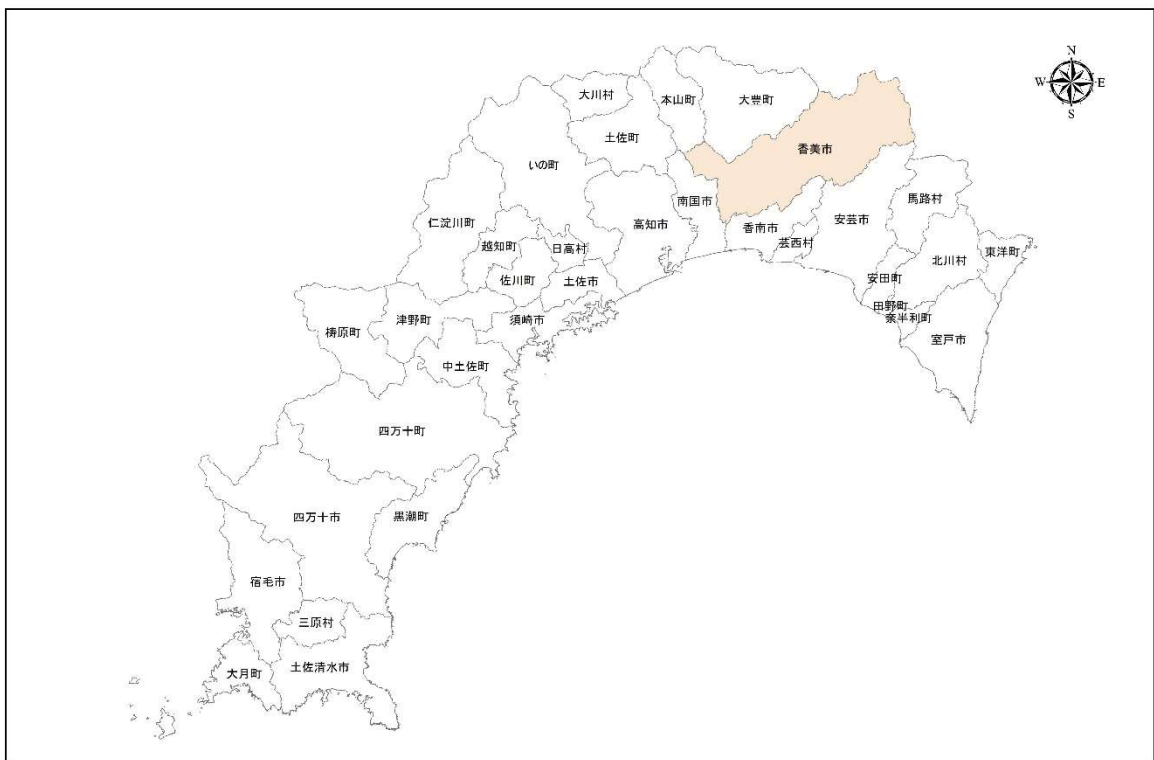 N
W
E
S
大川村
本山町
大豊町
土佐町
香美市
いの町
南国市
馬路村
仁淀川町
高知市
香南市
安芸市
越知町
日高村
芸西村
北川村
東洋町
佐川町
土佐市
安田町
田野町
奈半利町
梼原町
津野町
須崎市
室戸市
中土佐町
四万十町
四万十市
黒潮町
宿毛市
三原村
大月町
土佐清水市